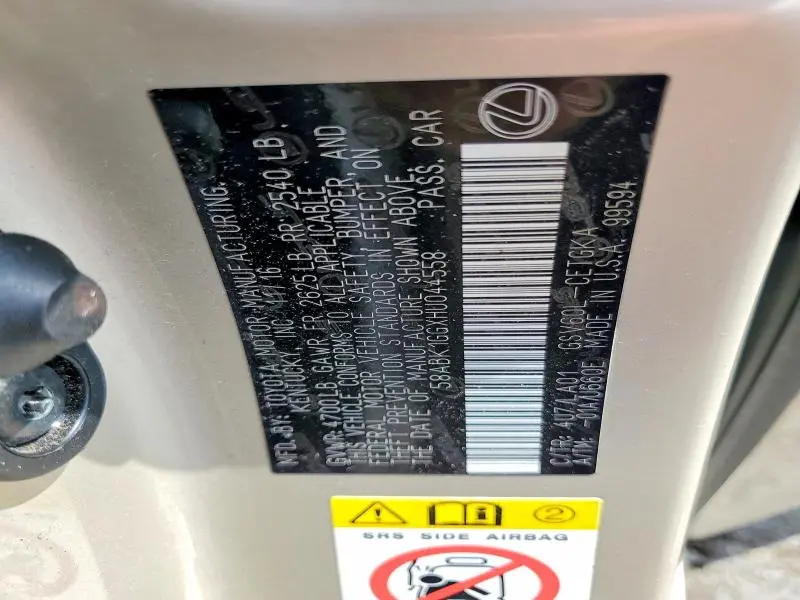 MFD. BY: TOYOTA MOTOR MANUFACTURING,
KENTUCKY, INC. 16
GVWR 4700LB GAWR FR 2625LB RR 2540 LB.
THIS VEHICLE CONFORMS TO ALL APPLICABLE
FEDERAL MOTOR VEHICLE SAFETY, BUMPER, AND
THEFT PREVENTION STANDARDS IN EFFECT ON
THE DATE OF MANUFACTURE SHOWN ABOVE.
58ABK1GGXHU044558 PASS. CAR
C/TR: 4U7/LA01 GSV60L-CETGKA
A/TM: -00A/U660E MADE IN U.S.A. 99594
2
SRS SIDE AIRBAG